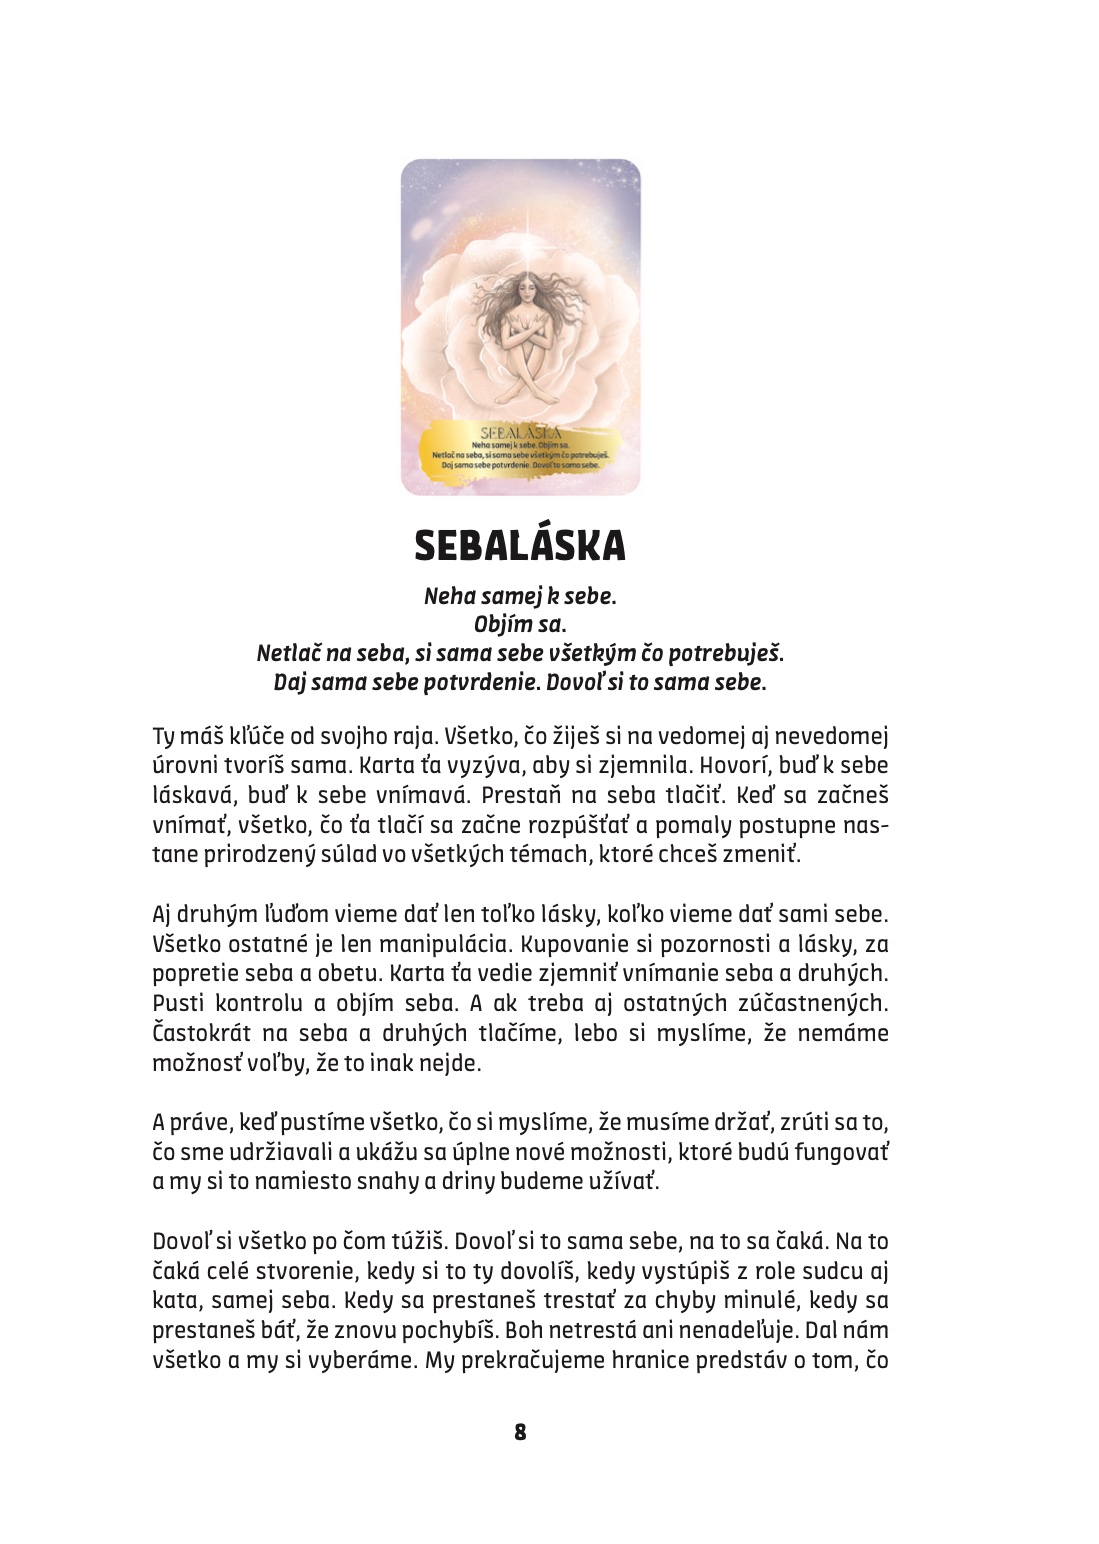 SEBALÁSKA
Neha samej k sebe. Objím sa.
Netlač na seba, si sama sebe všetkým čo potrebuješ.
Daj sama sebe potvrdenie. Dovoľ to sama sebe.
SEBALÁSKA
Neha samej k sebe.
Objím sa.
Netlač na seba, si sama sebe všetkým čo potrebuješ.
Daj sama sebe potvrdenie. Dovoľ si to sama sebe.
Ty máš kľúče od svojho raja. Všetko, čo žiješ si na vedomej aj nevedomej
úrovni tvoríš sama. Karta ťa vyzýva, aby si zjemnila. Hovorí, buď k sebe
láskavá, buď k sebe vnímavá. Prestaň na seba tlačiť. Keď sa začneš
vnímať, všetko, čo ťa tlačí sa začne rozpúšťať a pomaly postupne nas-
tane prirodzený súlad vo všetkých témach, ktoré chceš zmeniť.
Aj druhým ľuďom vieme dať len toľko lásky, koľko vieme dať sami sebe.
Všetko ostatné je len manipulácia. Kupovanie si pozornosti a lásky, za
popretie seba a obetu. Karta ťa vedie zjemniť vnímanie seba a druhých.
Pusti kontrolu a objím seba. A ak treba aj ostatných zúčastnených.
Častokrát na seba a druhých tlačíme, lebo si myslíme, že nemáme
možnosť voľby, že to inak nejde.
A práve, keď pustíme všetko, čo si myslíme, že musíme držať, zrúti sa to,
čo sme udržiavali a ukážu sa úplne nové možnosti, ktoré budú fungovať
a my si to namiesto snahy a driny budeme užívať.
Dovoľ si všetko po čom túžiš. Dovoľ si to sama sebe, na to sa čaká. Na to
čaká celé stvorenie, kedy si to ty dovolíš, kedy vystúpiš z role sudcu aj
kata, samej seba. Kedy sa prestaneš trestať za chyby minulé, kedy sa
prestaneš báť, že znovu pochybíš. Boh netrestá ani nenadeľuje. Dal nám
všetko a my si vyberáme. My prekračujeme hranice predstáv o tom, čo
8